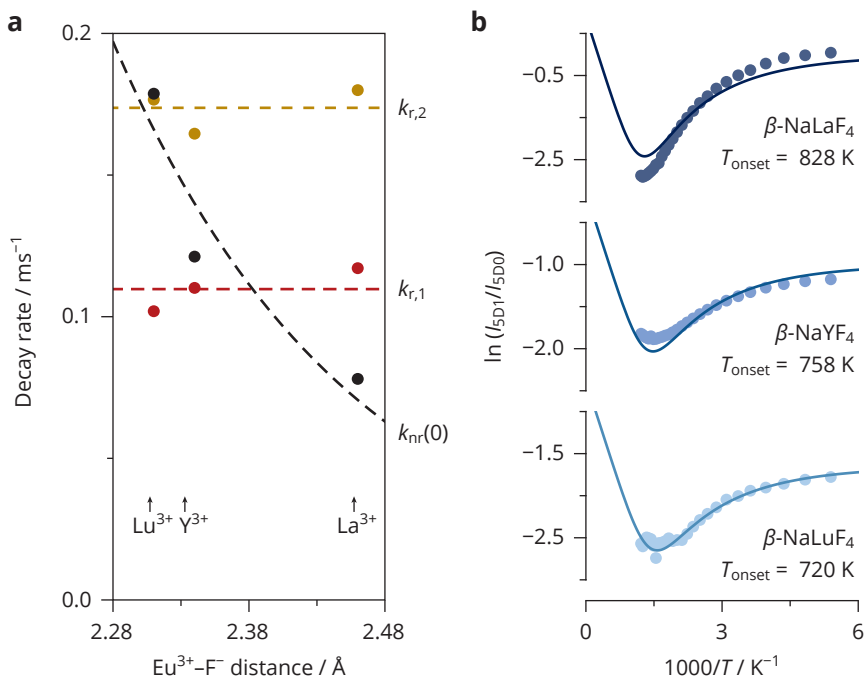 a
0.2
0.1
0.0
Decay rate / ms⁻¹
k_r,2
k_r,1
k_nr(0)
Lu³⁺ Y³⁺ La³⁺
2.28 2.38 2.48
Eu³⁺–F⁻ distance / Å
b
−0.5
−2.5
β-NaLaF₄
T_onset = 828 K
−1.0
−2.0
β-NaYF₄
T_onset = 758 K
−1.5
−2.5
β-NaLuF₄
T_onset = 720 K
ln (I_5D1/I_5D0)
0 3 6
1000/T / K⁻¹